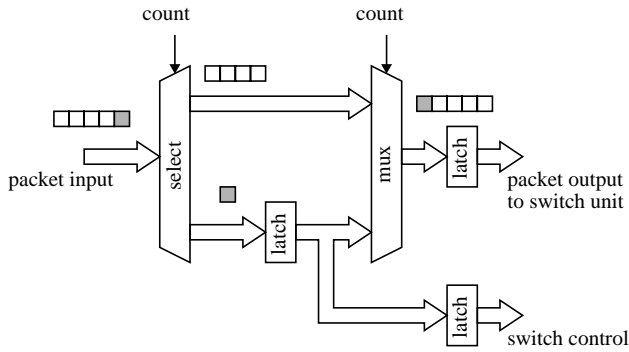 count
count
select
mux
packet input
latch
packet output
to switch unit
latch
latch
switch control